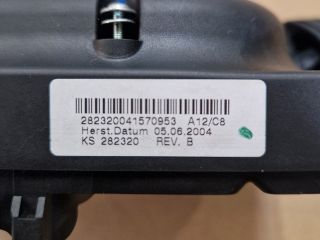 282320041570953 A12/C8
Herst.Datum 05.06.2004
KS 282320 REV. B